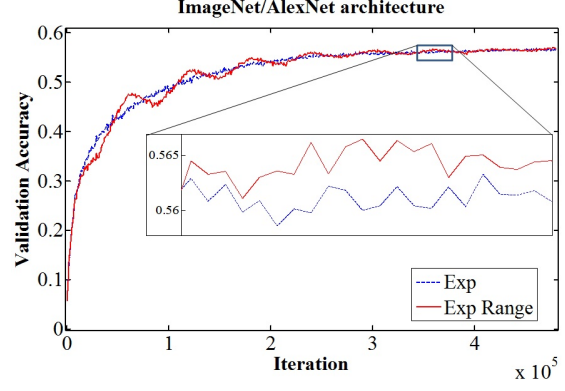 ImageNet/AlexNet architecture
0.6
0.5
0.4
0.3
0.2
0.1
0
Validation Accuracy
0.565
0.56
Exp
Exp Range
0 1 2 3 4
Iteration
x 10^5